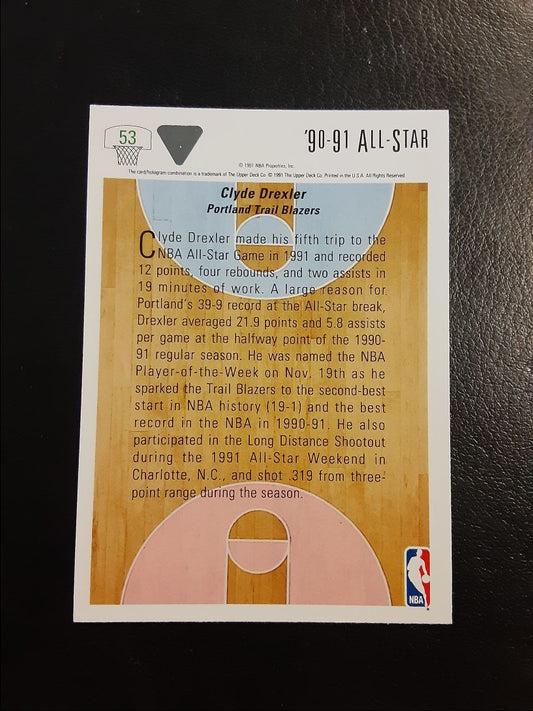 53
'90-91 ALL-STAR
© 1991 NBA Properties, Inc.
The card/hologram combination is a trademark of The Upper Deck Co. © 1991 The Upper Deck Co. Printed in the U.S.A. All Rights Reserved.
Clyde Drexler
Portland Trail Blazers
Clyde Drexler made his fifth trip to the
NBA All-Star Game in 1991 and recorded
12 points, four rebounds, and two assists in
19 minutes of work. A large reason for
Portland's 39-9 record at the All-Star break,
Drexler averaged 21.9 points and 5.8 assists
per game at the halfway point of the 1990-
91 regular season. He was named the NBA
Player-of-the-Week on Nov. 19th as he
sparked the Trail Blazers to the second-best
start in NBA history (19-1) and the best
record in the NBA in 1990-91. He also
participated in the Long Distance Shootout
during the 1991 All-Star Weekend in
Charlotte, N.C., and shot .319 from three-
point range during the season.
NBA